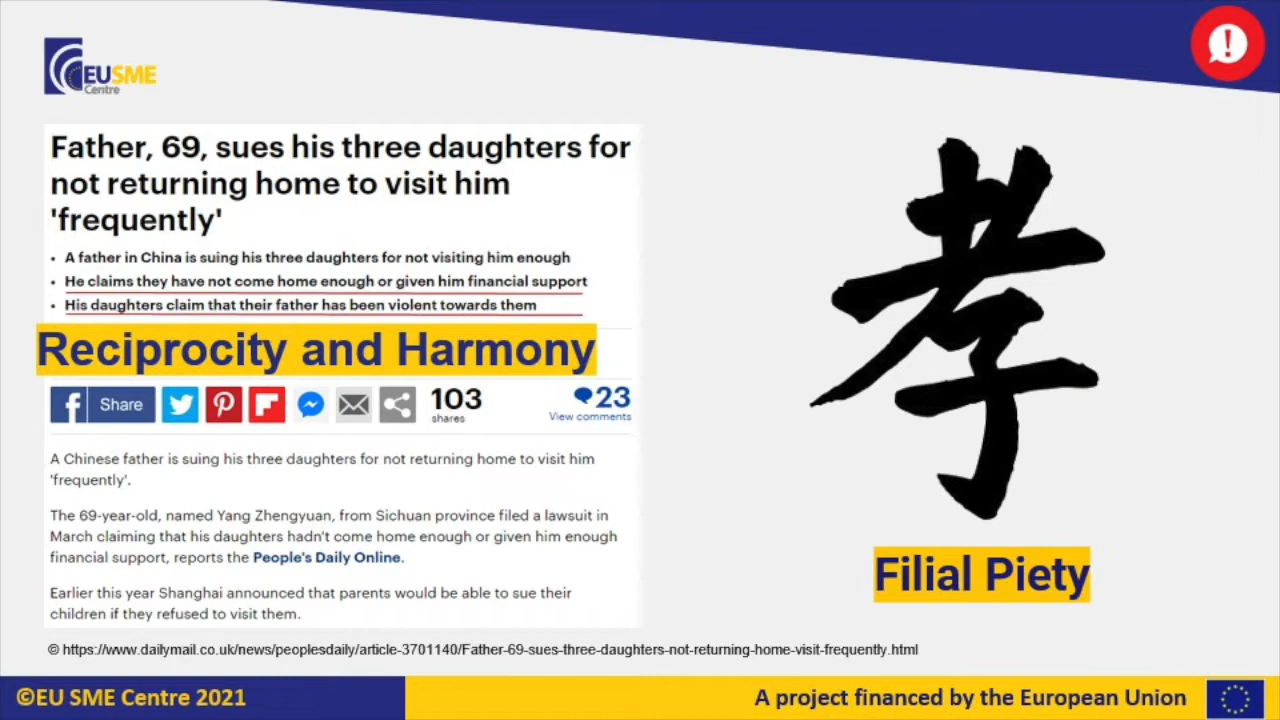 EUSME
Centre
Father, 69, sues his three daughters for
not returning home to visit him
'frequently'
• A father in China is suing his three daughters for not visiting him enough
• He claims they have not come home enough or given him financial support
• His daughters claim that their father has been violent towards them
Reciprocity and Harmony
f Share
103
shares
23
View comments
A Chinese father is suing his three daughters for not returning home to visit him
'frequently'.
The 69-year-old, named Yang Zhengyuan, from Sichuan province filed a lawsuit in
March claiming that his daughters hadn't come home enough or given him enough
financial support, reports the People's Daily Online.
Earlier this year Shanghai announced that parents would be able to sue their
children if they refused to visit them.
孝
Filial Piety
© https://www.dailymail.co.uk/news/peoplesdaily/article-3701140/Father-69-sues-three-daughters-not-returning-home-visit-frequently.html
©EU SME Centre 2021
A project financed by the European Union